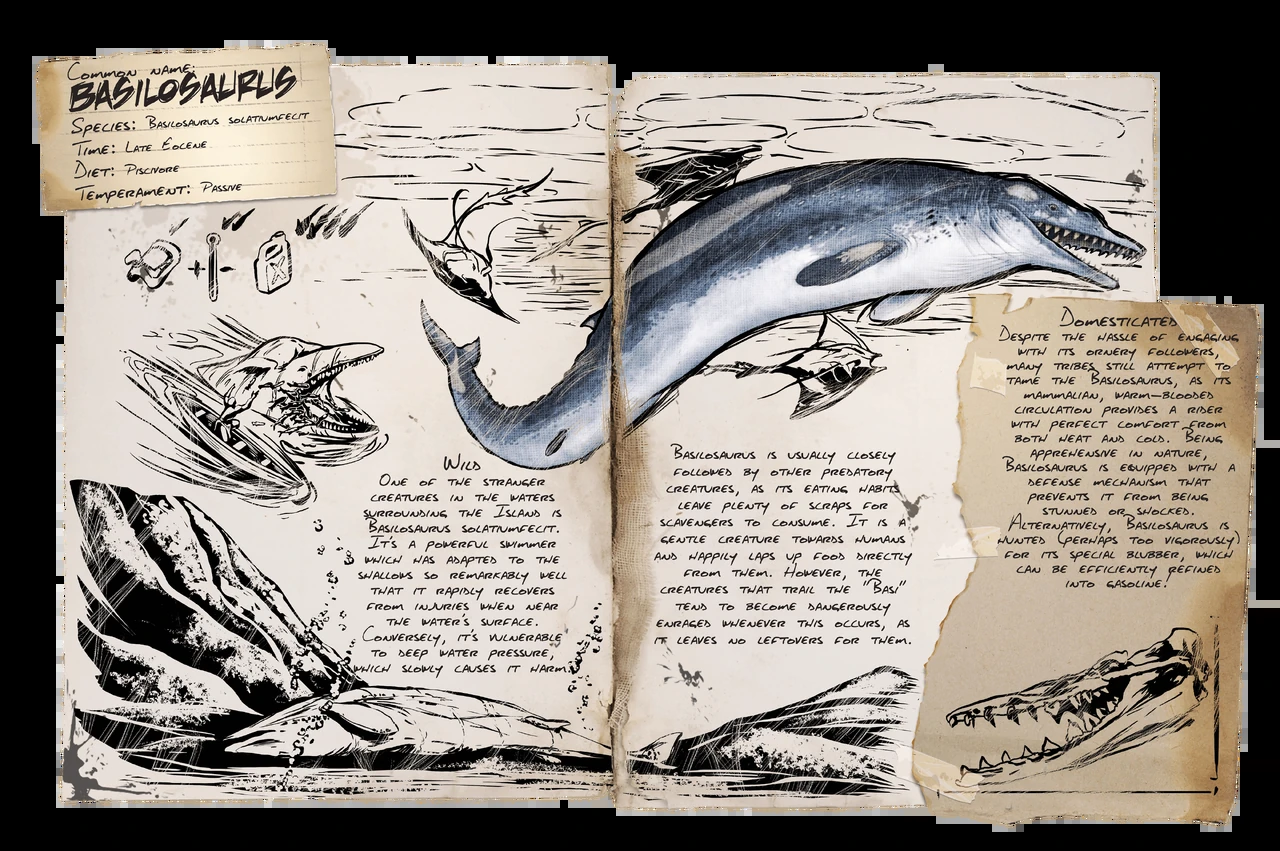 Common name:
Basilosaurus
Species: Basilosaurus solatiumfecit
Time: Late Eocene
Diet: Piscivore
Temperament: Passive
Wild
One of the stranger
creatures in the waters
surrounding the Island is
Basilosaurus solatiumfecit.
It's a powerful swimmer
which has adapted to the
shallows so remarkably well
that it rapidly recovers
from injuries when near
the water's surface.
Conversely, it's vulnerable
to deep water pressure,
which slowly causes it harm.
Basilosaurus is usually closely
followed by other predatory
creatures, as its eating habits
leave plenty of scraps for
scavengers to consume. It is a
gentle creature towards humans
and happily laps up food directly
from them. However, the
creatures that trail the "Basi"
tend to become dangerously
enraged whenever this occurs, as
it leaves no leftovers for them.
Domesticated
Despite the hassle of engaging
with its ornery followers,
many tribes still attempt to
tame the Basilosaurus, as its
mammalian, warm-blooded
circulation provides a rider
with perfect comfort from
both heat and cold. Being
apprehensive in nature,
Basilosaurus is equipped with a
defense mechanism that
prevents it from being
stunned or shocked.
Alternatively, Basilosaurus is
hunted (perhaps too vigorously)
for its special blubber, which
can be efficiently refined
into gasoline!